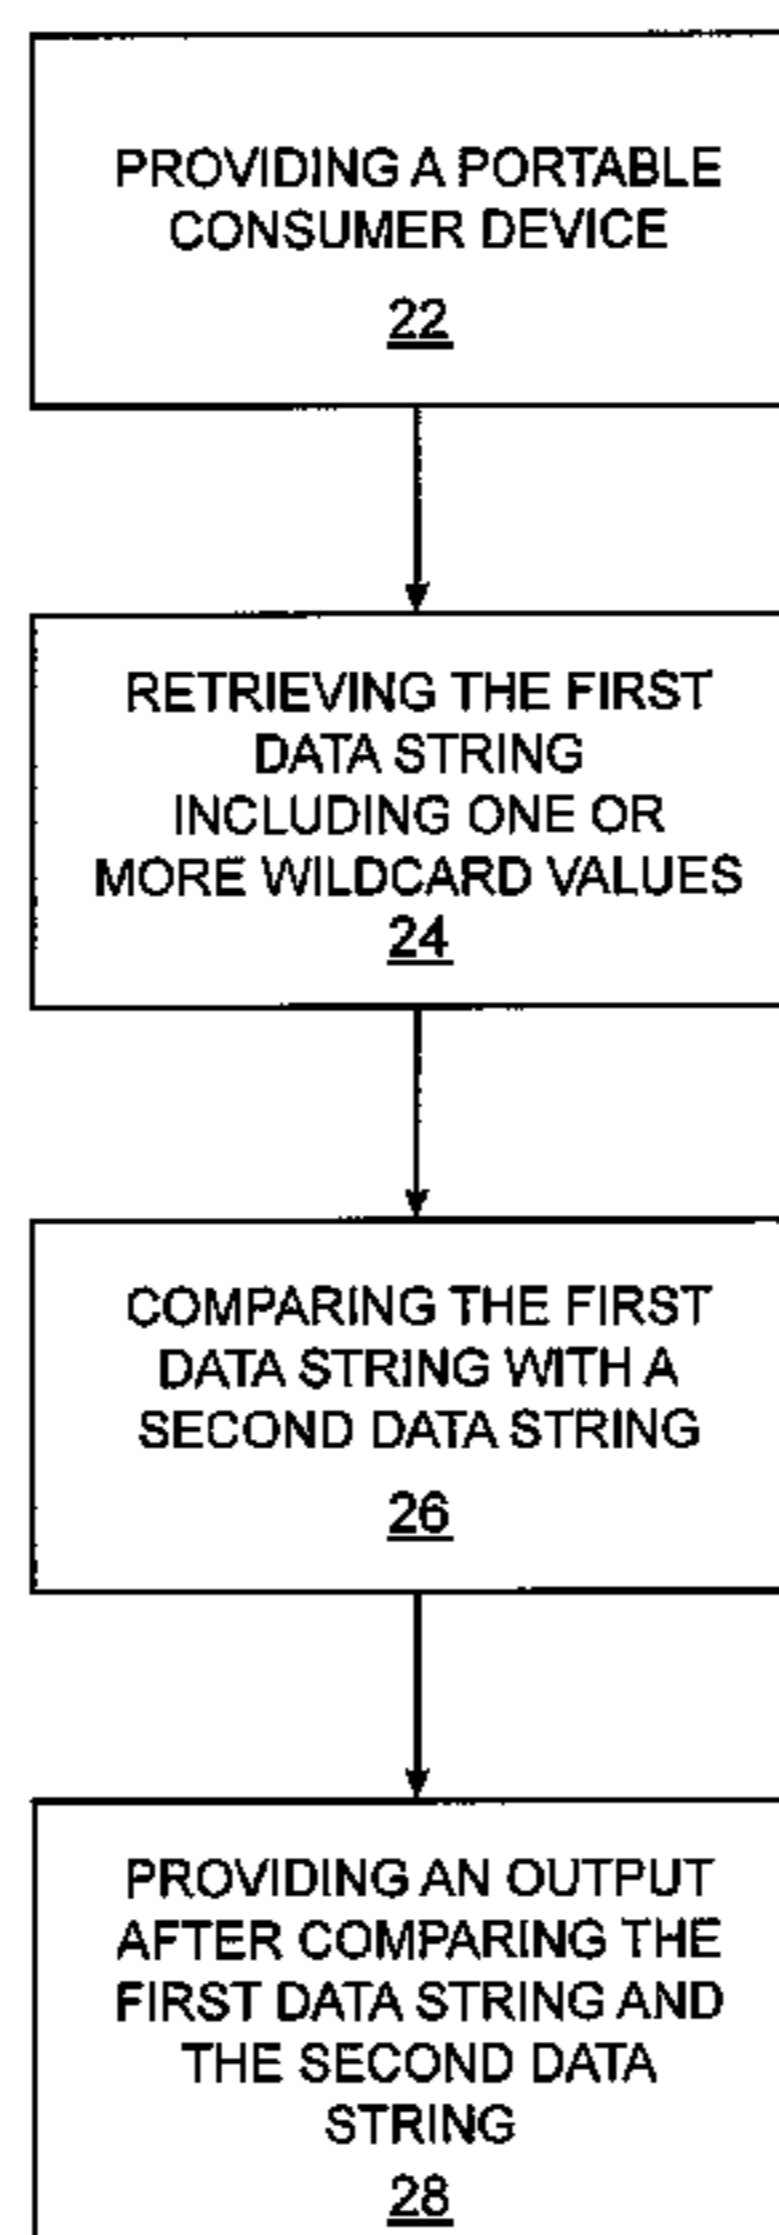 PROVIDING A PORTABLE
CONSUMER DEVICE
22
RETRIEVING THE FIRST
DATA STRING
INCLUDING ONE OR
MORE WILDCARD VALUES
24
COMPARING THE FIRST
DATA STRING WITH A
SECOND DATA STRING
26
PROVIDING AN OUTPUT
AFTER COMPARING THE
FIRST DATA STRING AND
THE SECOND DATA
STRING
28